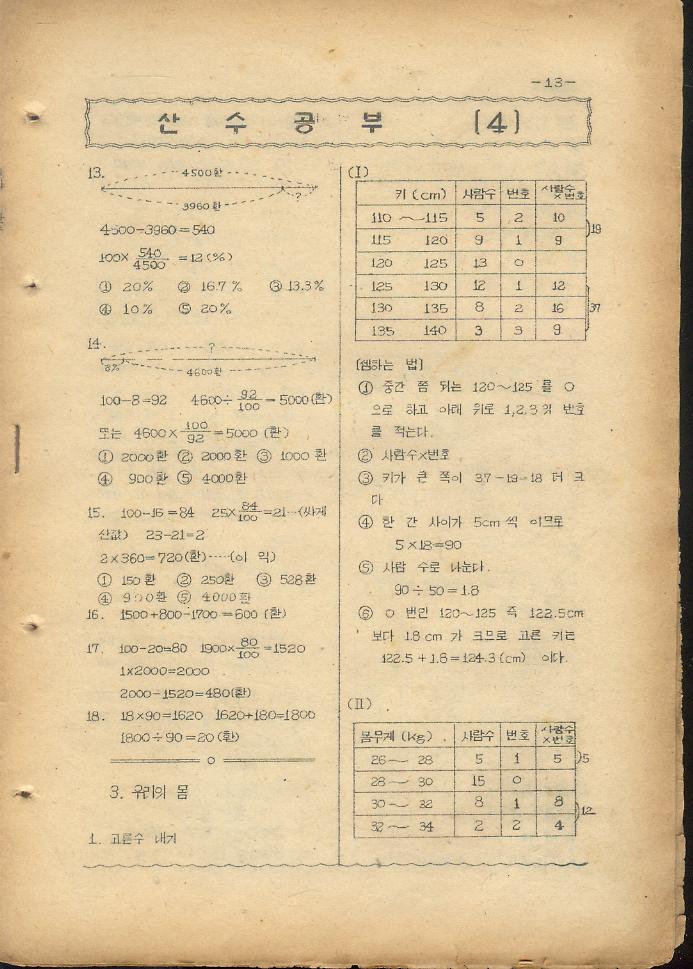 -13-
산 수 공 부 [4]
13.
4500환
?
3960환
4500÷3960=540
100× 540/4500 =12(%)
① 20% ② 16.7% ③ 13.3%
④ 10% ⑤ 20%
14.
?
8%
4600환
100-8=92 4600÷ 92/100 =5000(환)
또는 4600× 100/92 =5000 (환)
① 2000환 ② 2000환 ③ 1000환
④ 900환 ⑤ 4000환
15. 100-16=84 25× 84/100 =21…(싸게
산값) 23-21=2
2×360=720(환)……(이 익)
① 150환 ② 250환 ③ 528환
④ 900환 ⑤ 4000환
16. 1500+800-1700=600 (환)
17. 100-20=80 1900× 80/100 =1520
1×2000=2000
2000-1520=480(환)
18. 18×90=1620 1620+180=1800
1800÷90=20(환)
3. 우리의 몸
1. 고른수 내기
(I)
키 (cm) 사람수 번호 사람수×번호
110 ~115 5 2 10
115 120 9 1 9
19
120 125 13 0
125 130 12 1 12
130 135 8 2 16
37
135 140 3 3 9
[셈하는 법]
① 중간 쯤 되는 120~125 를 0
으로 하고 아래 위로 1,2,3 의 번호
를 적는다.
② 사람수×번호
③ 키가 큰 쪽이 37-19=18 더 크
다
④ 한 간 사이가 5cm 씩 이므로
5×18=90
⑤ 사람 수로 나눈다.
90÷50=1.8
⑥ 0 번인 120~125 즉 122.5cm
보다 1.8cm 가 크므로 고른 키는
122.5+1.8=124.3(cm) 이다.
(II)
몸무게 (kg) 사람수 번호 사람수×번호
26~ 28 5 1 5 5
28~ 30 15 0
30~ 32 8 1 8
12
32~ 34 2 2 4